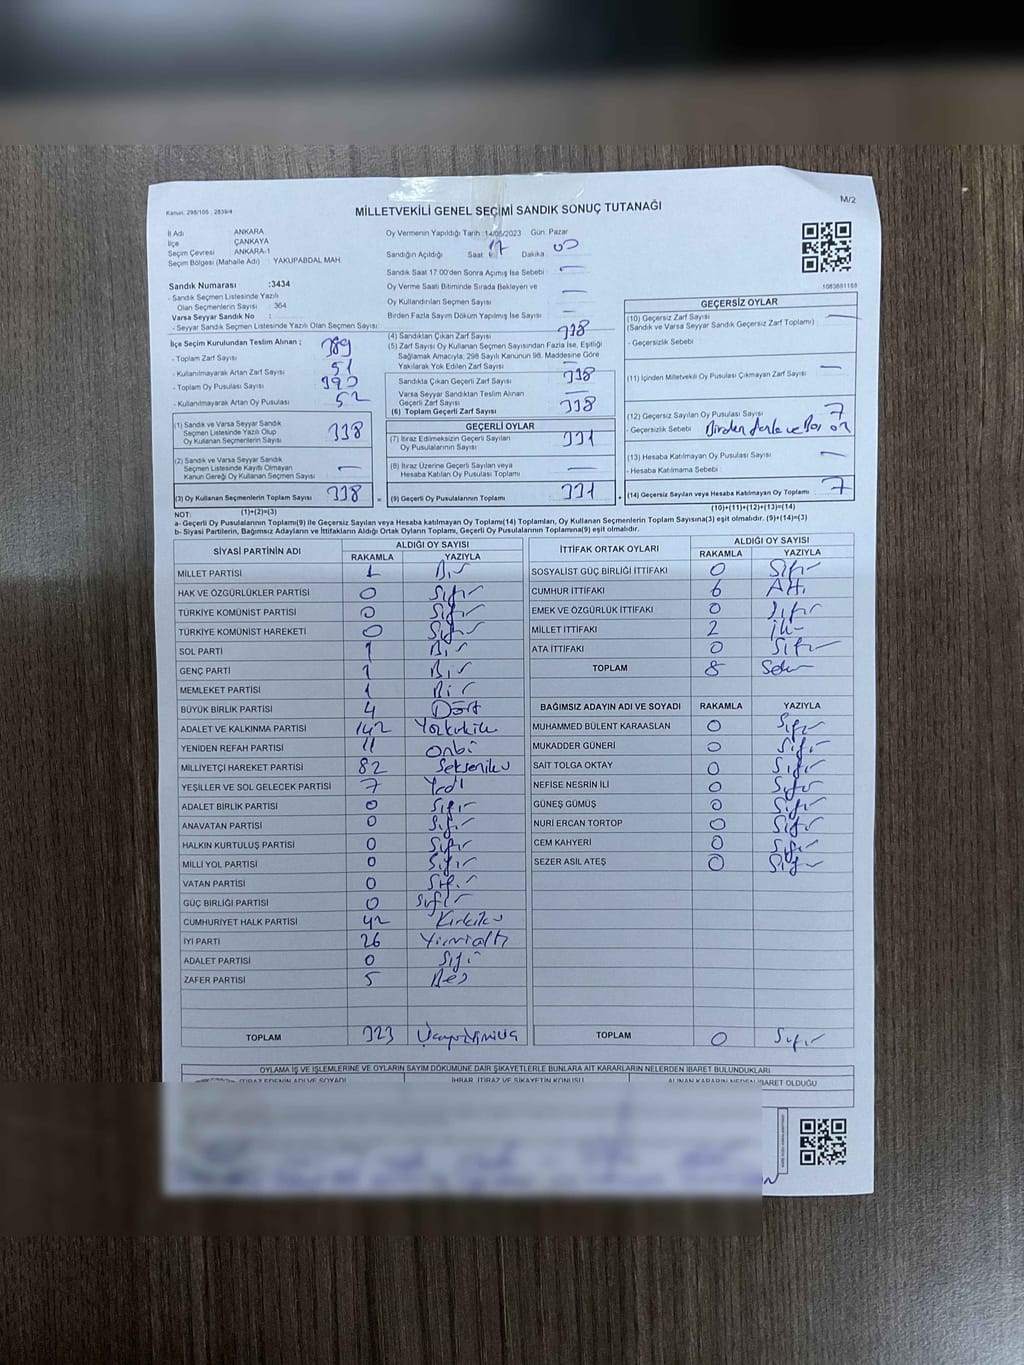 Kanun: 298/105 , 2839/4
M/2
MİLLETVEKİLİ GENEL SEÇİMİ SANDIK SONUÇ TUTANAĞI
İl Adı : ANKARA
İlçe : ÇANKAYA
Seçim Çevresi : ANKARA-1
Seçim Bölgesi (Mahalle Adı) : YAKUPABDAL MAH.
Sandık Numarası :3434
- Sandık Seçmen Listesinde Yazılı
Olan Seçmenlerin Sayısı : 364
Varsa Seyyar Sandık No :
- Seyyar Sandık Seçmen Listesinde Yazılı Olan Seçmen Sayısı
İlçe Seçim Kurulundan Teslim Alınan ;
- Toplam Zarf Sayısı 389
- Kullanılmayarak Artan Zarf Sayısı 51
- Toplam Oy Pusulası Sayısı 390
- Kullanılmayarak Artan Oy Pusulası 52
Oy Vermenin Yapıldığı Tarih :14/05/2023 Gün: Pazar
Sandığın Açıldığı Saat : 17 Dakika : 00
Sandık Saat 17:00'den Sonra Açılmış İse Sebebi : —
Oy Verme Saati Bitiminde Sırada Bekleyen ve
Oy Kullandırılan Seçmen Sayısı : —
Birden Fazla Sayım Döküm Yapılmış İse Sayısı : —
(4) Sandıktan Çıkan Zarf Sayısı 338
(5) Zarf Sayısı Oy Kullanan Seçmen Sayısından Fazla İse, Eşitliği
Sağlamak Amacıyla, 298 Sayılı Kanunun 98. Maddesine Göre
Yakılarak Yok Edilen Zarf Sayısı —
Sandıkta Çıkan Geçerli Zarf Sayısı 338
Varsa Seyyar Sandıktan Teslim Alınan
Geçerli Zarf Sayısı —
(6) Toplam Geçerli Zarf Sayısı 338
1083881168
GEÇERSİZ OYLAR
(10) Geçersiz Zarf Sayısı —
(Sandık ve Varsa Seyyar Sandık Geçersiz Zarf Toplamı)
- Geçersizlik Sebebi
(11) İçinden Milletvekili Oy Pusulası Çıkmayan Zarf Sayısı —
(12) Geçersiz Sayılan Oy Pusulası Sayısı 7
- Geçersizlik Sebebi Birden fazla ve Boş
(13) Hesaba Katılmayan Oy Pusulası Sayısı —
- Hesaba Katılmama Sebebi
(14) Geçersiz Sayılan veya Hesaba Katılmayan Oy Toplamı 7
(10)+(11)+(12)+(13)=(14)
(1) Sandık ve Varsa Seyyar Sandık
Seçmen Listesinde Yazılı Olup
Oy Kullanan Seçmenlerin Sayısı 338
(2) Sandık ve Varsa Seyyar Sandık
Seçmen Listesinde Kayıtlı Olmayan
Kanun Gereği Oy Kullanan Seçmen Sayısı —
(3) Oy Kullanan Seçmenlerin Toplam Sayısı 338 =
(1)+(2)=(3)
GEÇERLİ OYLAR
(7) İtiraz Edilmeksizin Geçerli Sayılan
Oy Pusulalarının Sayısı 331
(8) İtiraz Üzerine Geçerli Sayılan veya
Hesaba Katılan Oy Pusulası Toplamı —
(9) Geçerli Oy Pusulalarının Toplamı 331 +
NOT:
a- Geçerli Oy Pusulalarının Toplamı(9) ile Geçersiz Sayılan veya Hesaba katılmayan Oy Toplamı(14) Toplamları, Oy Kullanan Seçmenlerin Toplam Sayısına(3) eşit olmalıdır. (9)+(14)=(3)
b- Siyasi Partilerin, Bağımsız Adayların ve İttifakların Aldığı Ortak Oyların Toplamı, Geçerli Oy Pusulalarının Toplamına(9) eşit olmalıdır.
SİYASİ PARTİNİN ADI ALDIĞI OY SAYISI
RAKAMLA YAZIYLA
MİLLET PARTİSİ 1 Bir
HAK VE ÖZGÜRLÜKLER PARTİSİ 0 Sıfır
TÜRKİYE KOMÜNİST PARTİSİ 0 Sıfır
TÜRKİYE KOMÜNİST HAREKETİ 0 Sıfır
SOL PARTİ 1 Bir
GENÇ PARTİ 1 Bir
MEMLEKET PARTİSİ 1 Bir
BÜYÜK BİRLİK PARTİSİ 4 Dört
ADALET VE KALKINMA PARTİSİ 142 Yüzkırkiki
YENİDEN REFAH PARTİSİ 11 Onbi
MİLLİYETÇİ HAREKET PARTİSİ 82 Sekseniki
YEŞİLLER VE SOL GELECEK PARTİSİ 7 Yedi
ADALET BİRLİK PARTİSİ 0 Sıfır
ANAVATAN PARTİSİ 0 Sıfır
HALKIN KURTULUŞ PARTİSİ 0 Sıfır
MİLLİ YOL PARTİSİ 0 Sıfır
VATAN PARTİSİ 0 Sıfır
GÜÇ BİRLİĞİ PARTİSİ 0 Sıfır
CUMHURİYET HALK PARTİSİ 42 Kırkiki
İYİ PARTİ 26 Yirmialtı
ADALET PARTİSİ 0 Sıfı
ZAFER PARTİSİ 5 Beş
TOPLAM 323 Üçyüzyirmiüç
İTTİFAK ORTAK OYLARI ALDIĞI OY SAYISI
RAKAMLA YAZIYLA
SOSYALİST GÜÇ BİRLİĞİ İTTİFAKI 0 Sıfır
CUMHUR İTTİFAKI 6 Altı
EMEK VE ÖZGÜRLÜK İTTİFAKI 0 Sıfır
MİLLET İTTİFAKI 2 İki
ATA İTTİFAKI 0 Sıfır
TOPLAM 8 Sekiz
BAĞIMSIZ ADAYIN ADI VE SOYADI RAKAMLA YAZIYLA
MUHAMMED BÜLENT KARAASLAN 0 Sıfır
MUKADDER GÜNERİ 0 Sıfır
SAİT TOLGA OKTAY 0 Sıfır
NEFİSE NESRİN İLİ 0 Sıfır
GÜNEŞ GÜMÜŞ 0 Sıfır
NURİ ERCAN TORTOP 0 Sıfır
CEM KAHYERİ 0 Sıfır
SEZER ASİL ATEŞ 0 Sıfır
TOPLAM 0 Sıfır
OYLAMA İŞ VE İŞLEMLERİNE VE OYLARIN SAYIM DÖKÜMÜNE DAİR ŞİKAYETLERLE BUNLARA AİT KARARLARIN NELERDEN İBARET BULUNDUKLARI
İTİRAZ EDENİN ADI VE SOYADI İHBAR, İTİRAZ VE ŞİKAYETİN KONUSU ALINAN KARARIN NEDEN İBARET OLDUĞU